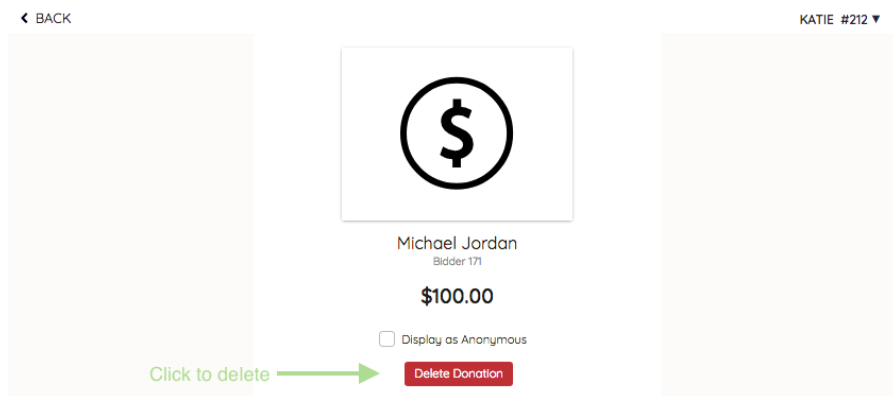 BACK
KATIE #212
$
Michael Jordan
Bidder 171
$100.00
Display as Anonymous
Click to delete
Delete Donation